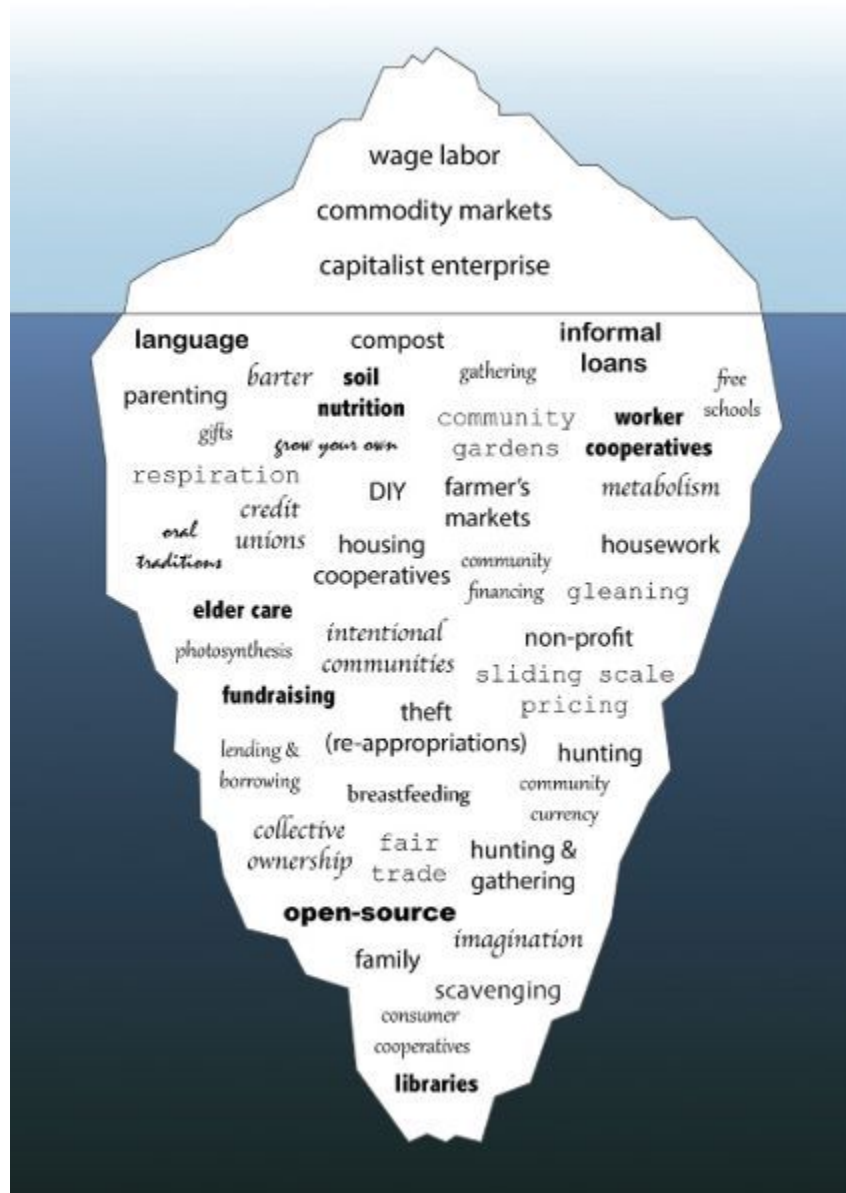 wage labor
commodity markets
capitalist enterprise
language
compost
informal
loans
parenting
barter
soil
nutrition
gathering
free
schools
gifts
grow your own
community
gardens
worker
cooperatives
respiration
credit
unions
DIY
farmer's
markets
metabolism
oral
traditions
housing
cooperatives
community
financing
housework
gleaning
elder care
photosynthesis
intentional
communities
non-profit
sliding scale
pricing
fundraising
theft
(re-appropriations)
hunting
lending &
borrowing
breastfeeding
community
currency
collective
ownership
fair
trade
hunting &
gathering
open-source
imagination
family
scavenging
consumer
cooperatives
libraries